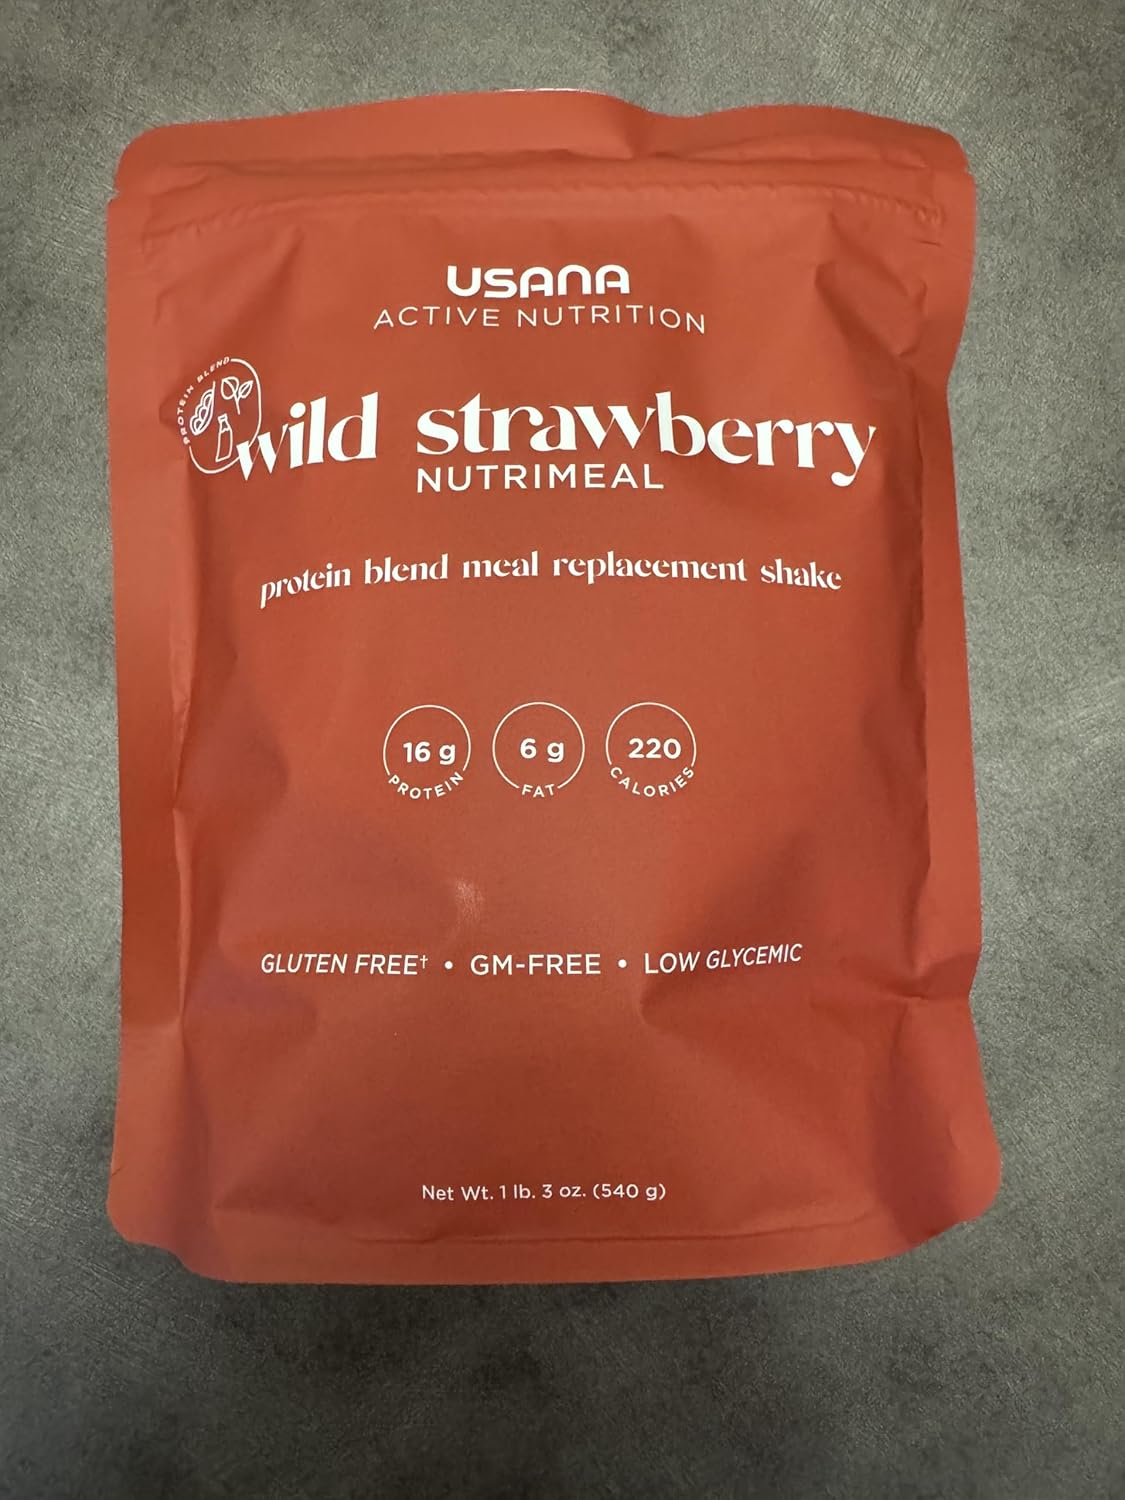 USANA
ACTIVE NUTRITION
PROTEIN BLEND
wild strawberry
NUTRIMEAL
protein blend meal replacement shake
16 g
PROTEIN
6 g
FAT
220
CALORIES
GLUTEN FREE† • GM-FREE • LOW GLYCEMIC
Net Wt. 1 lb. 3 oz. (540 g)